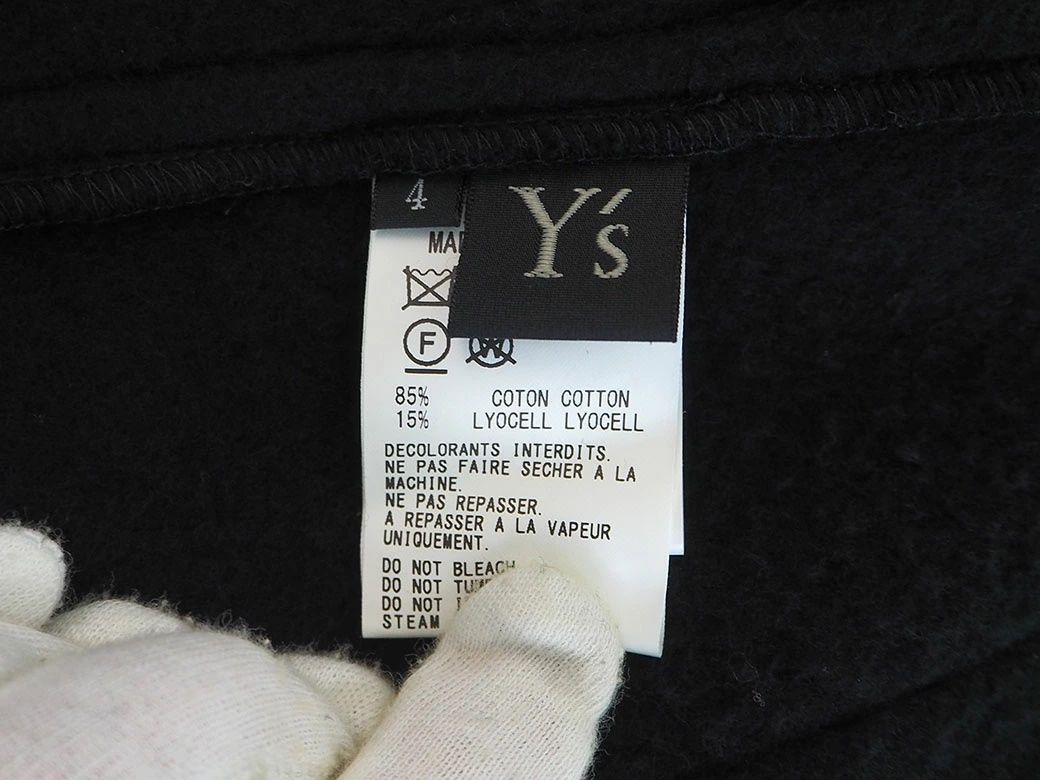 4
Y's
F
W
85% COTON COTTON
15% LYOCELL LYOCELL
DECOLORANTS INTERDITS.
NE PAS FAIRE SECHER A LA
MACHINE.
NE PAS REPASSER.
A REPASSER A LA VAPEUR
UNIQUEMENT.
DO NOT BLEACH
DO NOT
DO NOT
STEAM